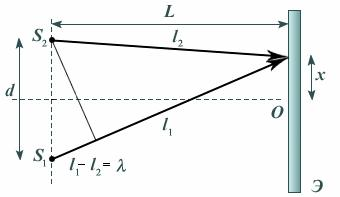 L
S₂
l₂
d
x
O
l₁
S₁
l₁ − l₂ = λ
Э